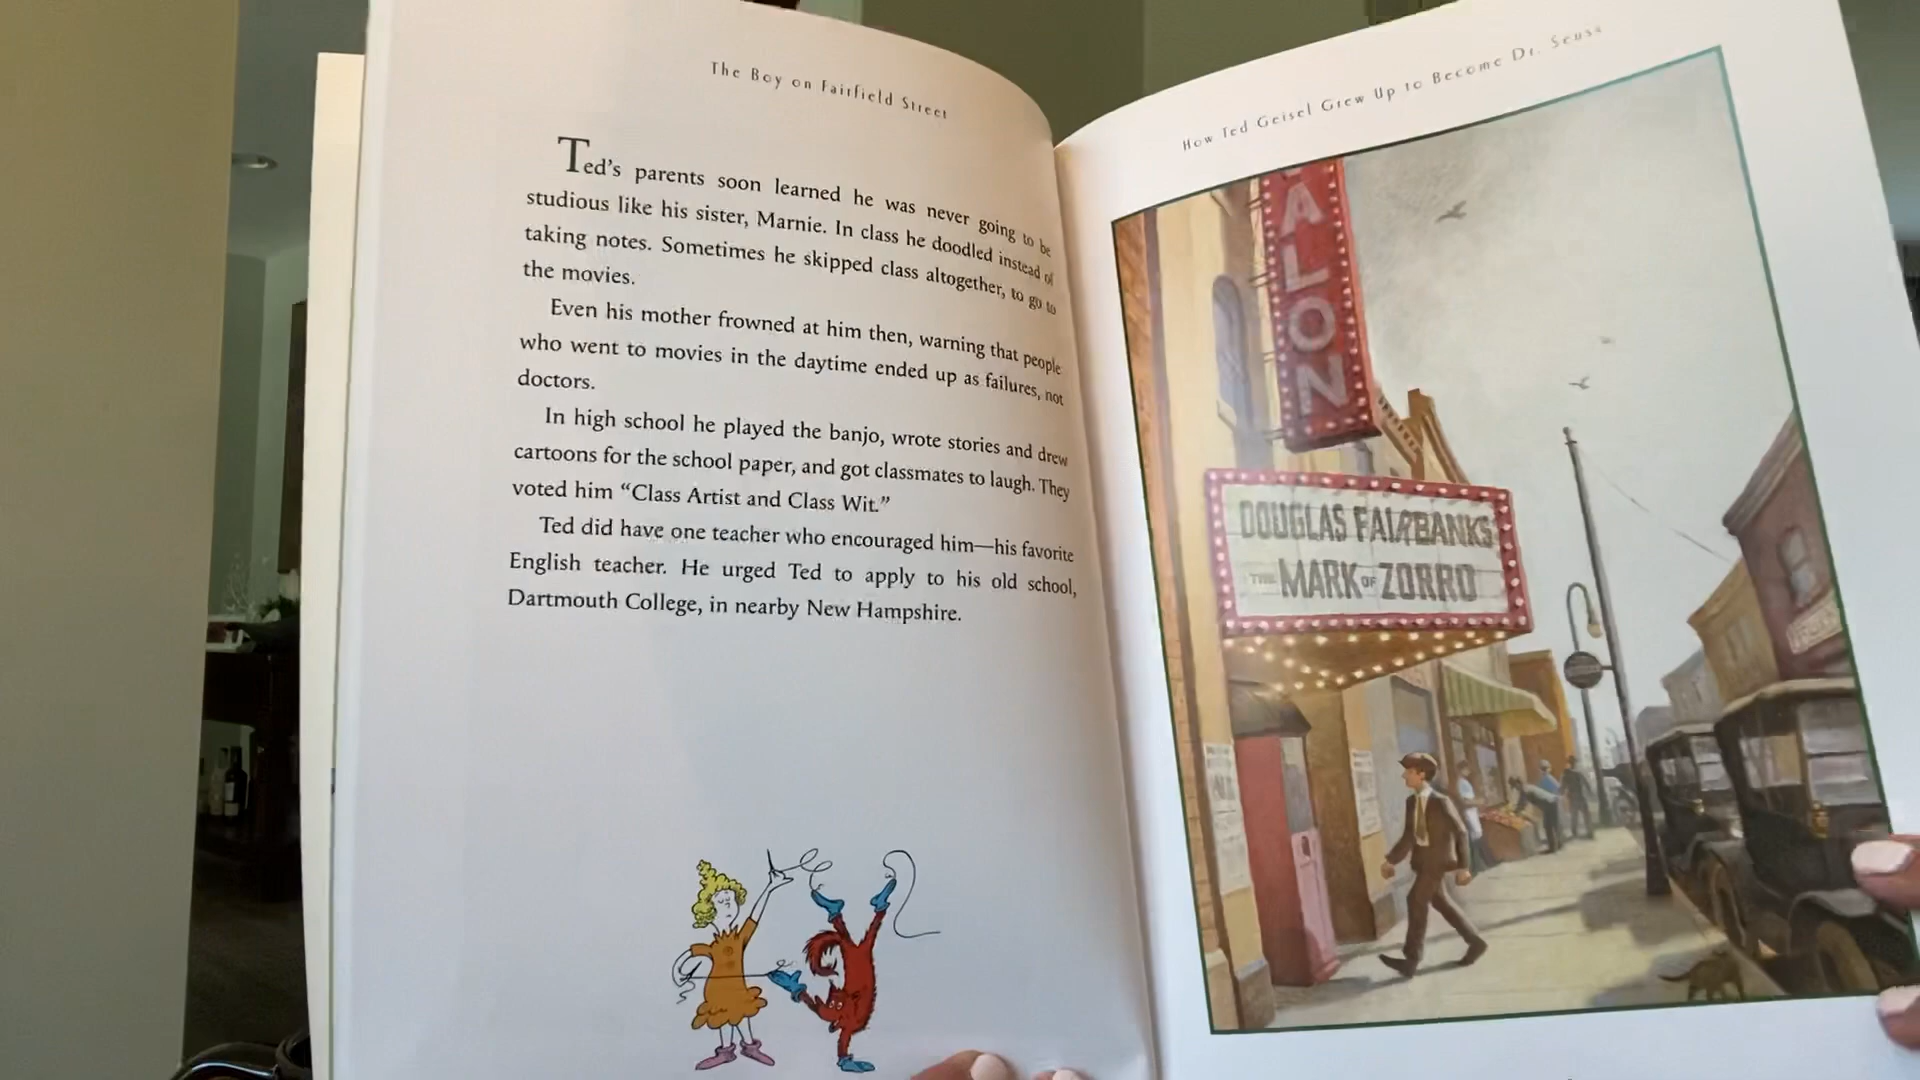 The Boy on Fairfield Street
Ted's parents soon learned he was never going to be
studious like his sister, Marnie. In class he doodled instead of
taking notes. Sometimes he skipped class altogether, to go to
the movies.
Even his mother frowned at him then, warning that people
who went to movies in the daytime ended up as failures, not
doctors.
In high school he played the banjo, wrote stories and drew
cartoons for the school paper, and got classmates to laugh. They
voted him “Class Artist and Class Wit.”
Ted did have one teacher who encouraged him—his favorite
English teacher. He urged Ted to apply to his old school,
Dartmouth College, in nearby New Hampshire.
How Ted Geisel Grew Up to Become Dr. Seuss
ALON
DOUGLAS FAIRBANKS
THE MARK OF ZORRO